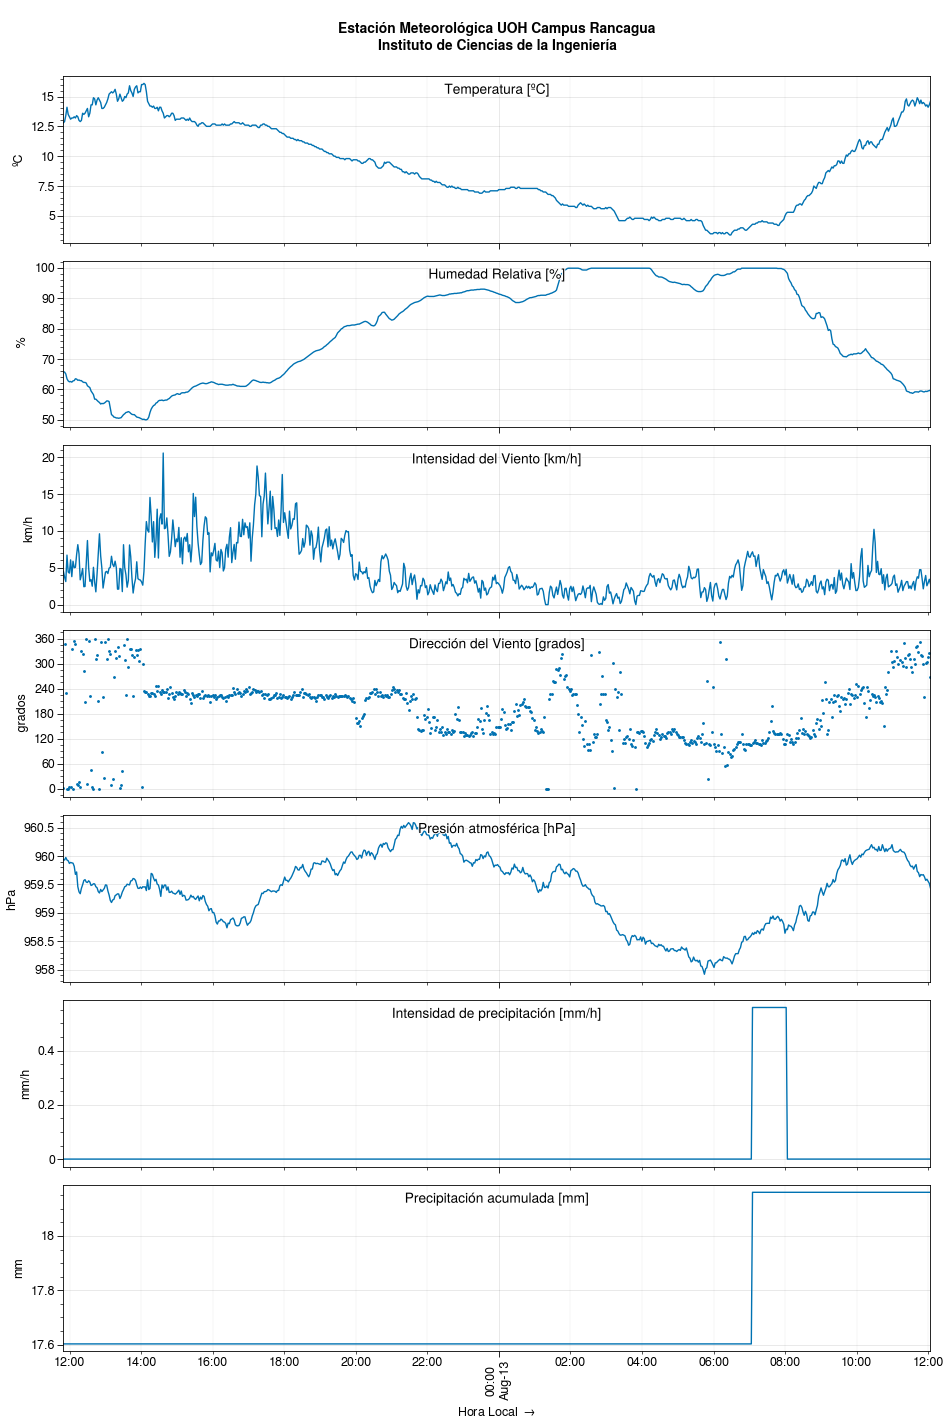 Estación Meteorológica UOH Campus Rancagua
Instituto de Ciencias de la Ingeniería
Temperatura [ºC]
ºC
15
12.5
10
7.5
5
Humedad Relativa [%]
%
100
90
80
70
60
50
Intensidad del Viento [km/h]
km/h
20
15
10
5
0
Dirección del Viento [grados]
grados
360
300
240
180
120
60
0
Presión atmosférica [hPa]
hPa
960.5
960
959.5
959
958.5
958
Intensidad de precipitación [mm/h]
mm/h
0.4
0.2
0
Precipitación acumulada [mm]
mm
18
17.8
17.6
12:00 14:00 16:00 18:00 20:00 22:00 00:00 02:00 04:00 06:00 08:00 10:00 12:00
Aug-13
Hora Local →